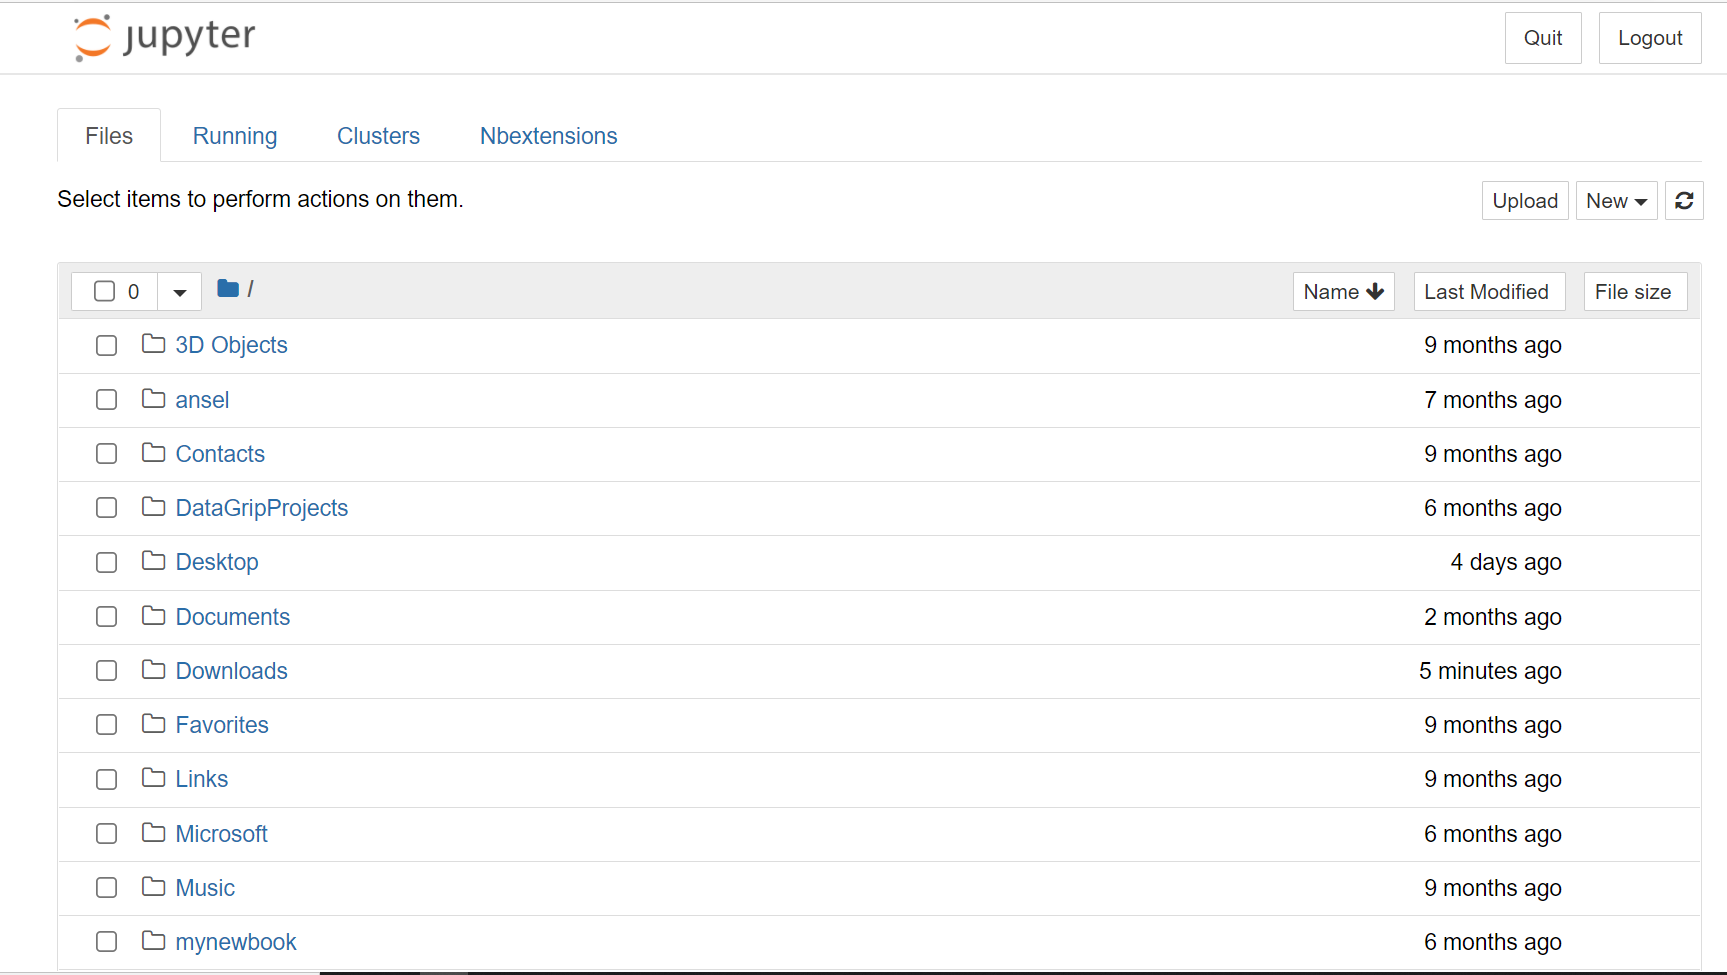 jupyter
Quit Logout
Files Running Clusters Nbextensions
Select items to perform actions on them.
Upload New
0 / Name Last Modified File size
3D Objects 9 months ago
ansel 7 months ago
Contacts 9 months ago
DataGripProjects 6 months ago
Desktop 4 days ago
Documents 2 months ago
Downloads 5 minutes ago
Favorites 9 months ago
Links 9 months ago
Microsoft 6 months ago
Music 9 months ago
mynewbook 6 months ago